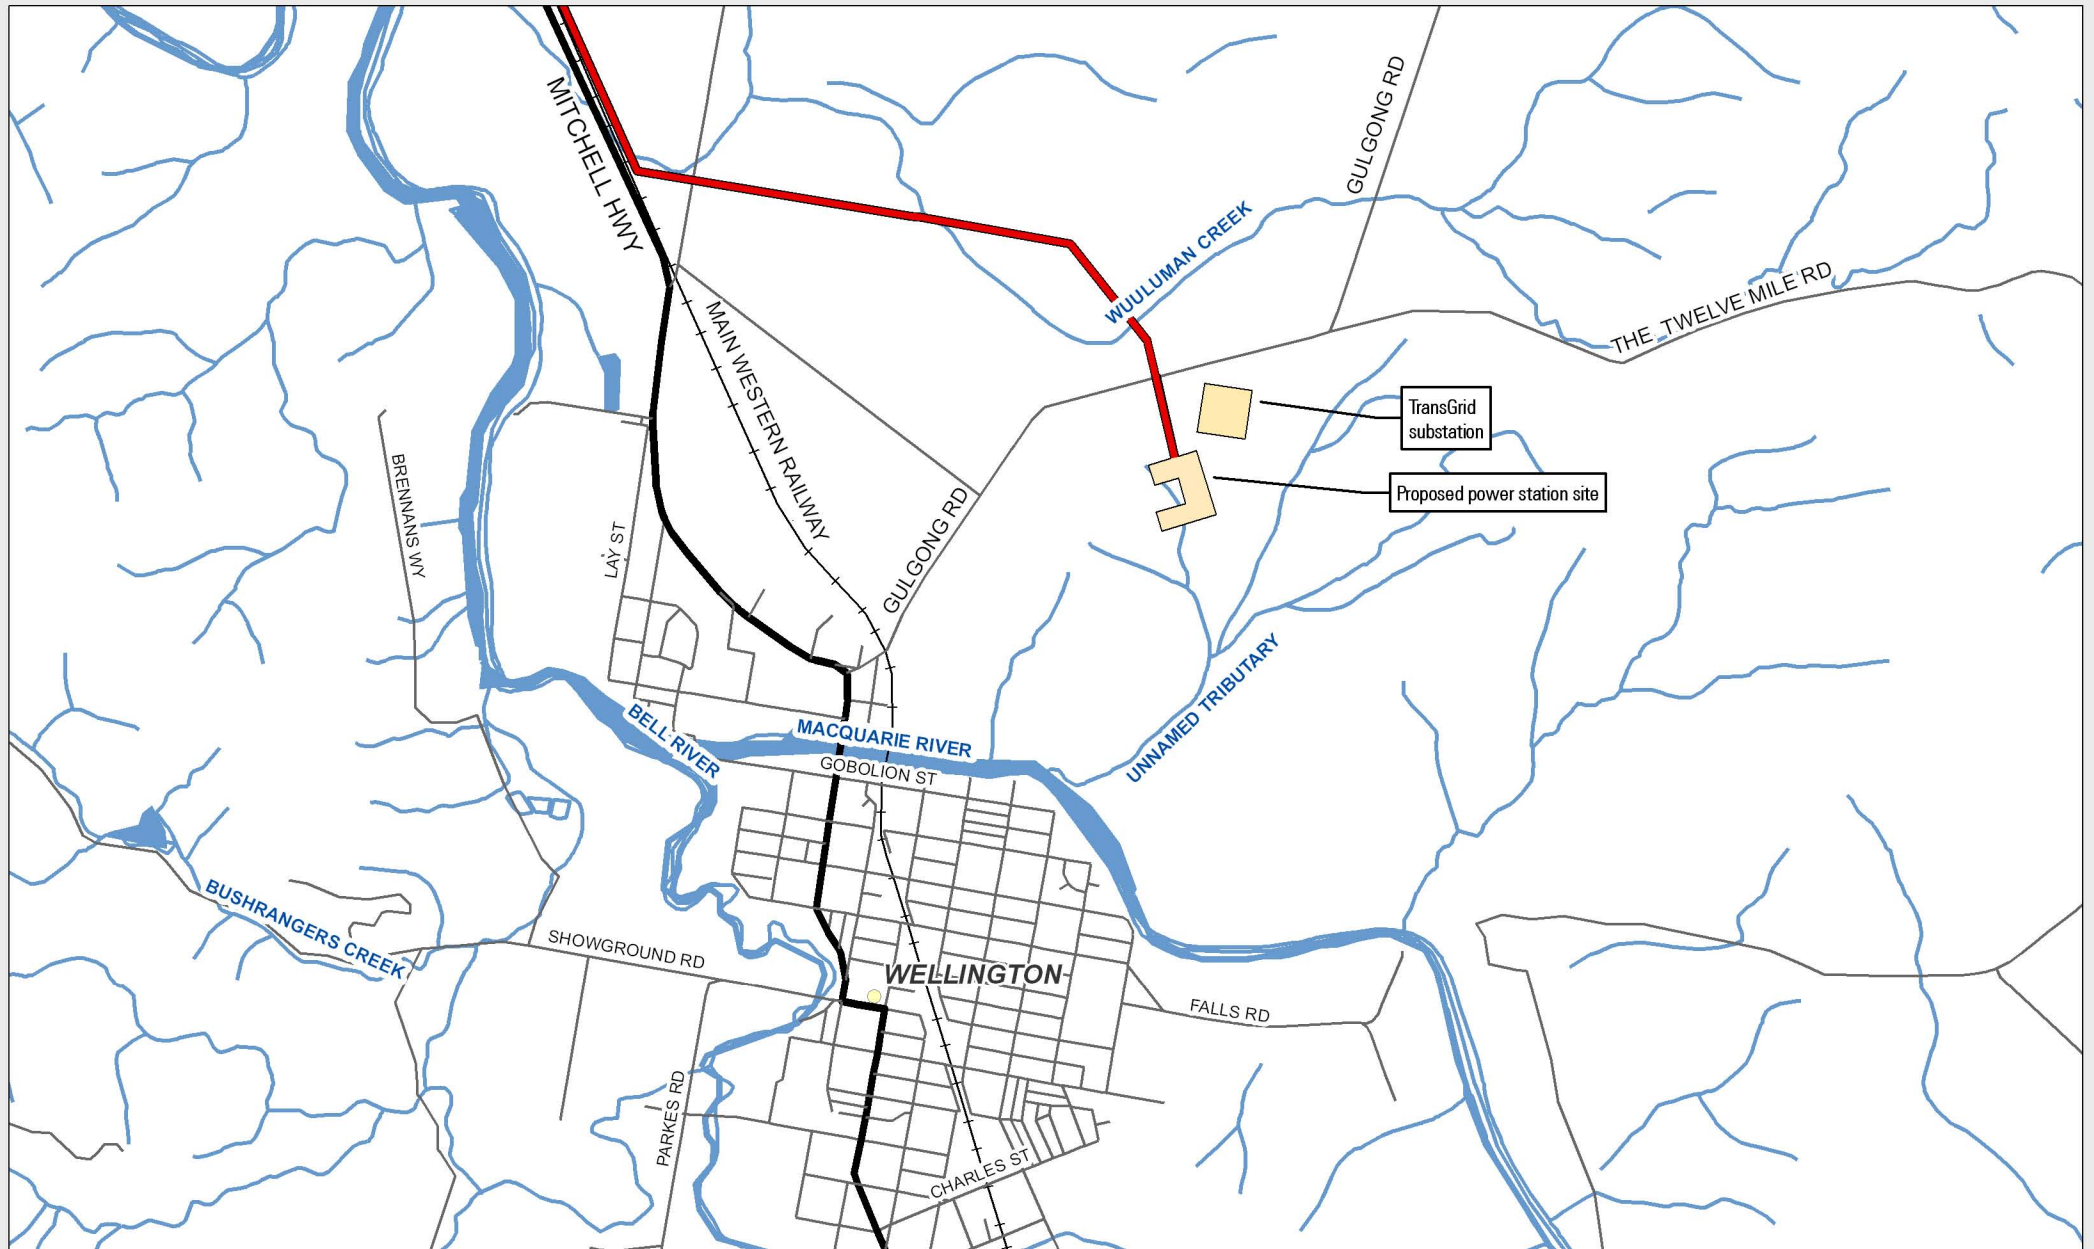 MITCHELL HWY
GULGONG RD
WUULUMAN CREEK
THE TWELVE MILE RD
MAIN WESTERN RAILWAY
TransGrid
substation
Proposed power station site
BRENNANS WY
LAY ST
GULGONG RD
UNNAMED TRIBUTARY
BELL RIVER
MACQUARIE RIVER
GOBOLION ST
BUSHRANGERS CREEK
SHOWGROUND RD
WELLINGTON
FALLS RD
PARKES RD
CHARLES ST